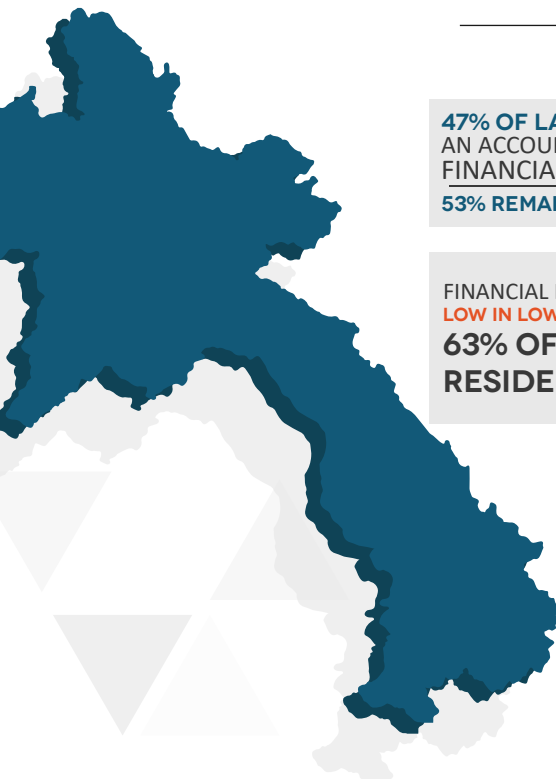 47% OF LA
AN ACCOU
FINANCIA
53% REMA
FINANCIAL
LOW IN LOW
63% OF
RESIDE